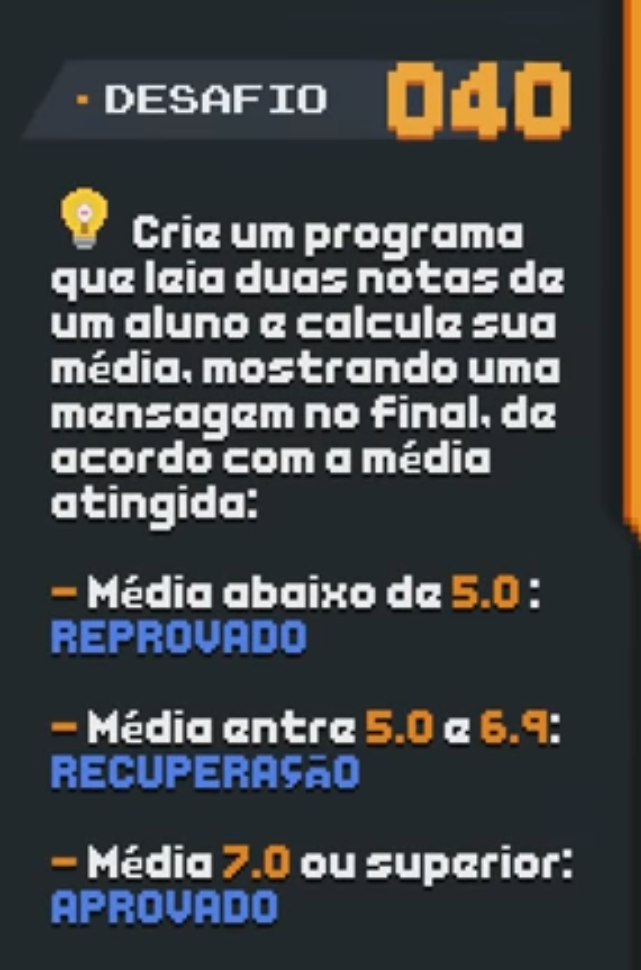 · DESAFIO 040
Crie um programa
que leia duas notas de
um aluno e calcule sua
média, mostrando uma
mensagem no final, de
acordo com a média
atingida:
– Média abaixo de 5.0 :
REPROVADO
– Média entre 5.0 e 6.9:
RECUPERAÇãO
– Média 7.0 ou superior:
APROVADO